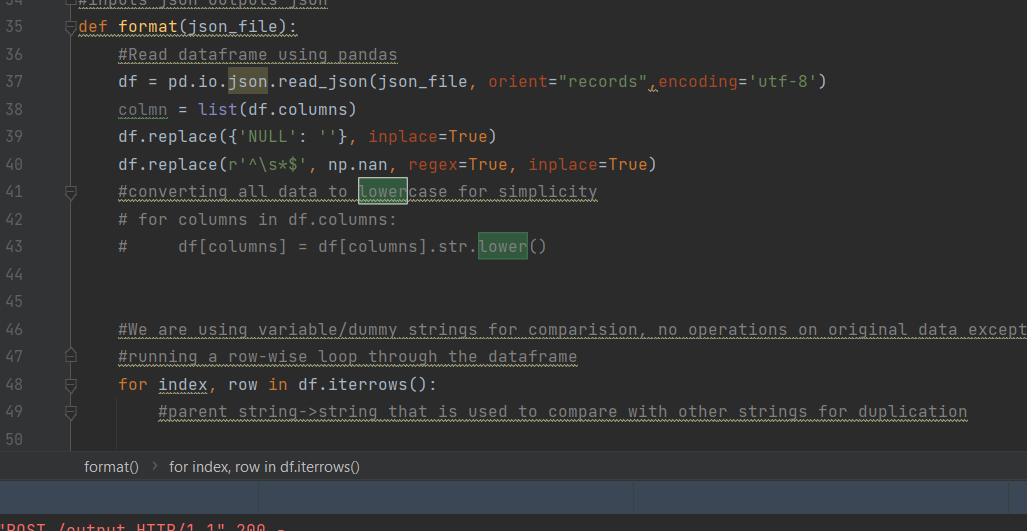 34 #inputs json outputs json
35 def format(json_file):
36 #Read dataframe using pandas
37 df = pd.io.json.read_json(json_file, orient="records",encoding='utf-8')
38 colmn = list(df.columns)
39 df.replace({'NULL': ''}, inplace=True)
40 df.replace(r'^\s*$', np.nan, regex=True, inplace=True)
41 #converting all data to lowercase for simplicity
42 # for columns in df.columns:
43 #     df[columns] = df[columns].str.lower()
44
45
46 #We are using variable/dummy strings for comparision, no operations on original data except
47 #running a row-wise loop through the dataframe
48 for index, row in df.iterrows():
49 #parent string->string that is used to compare with other strings for duplication
50
format() › for index, row in df.iterrows()
"POST /output HTTP/1.1" 200 -